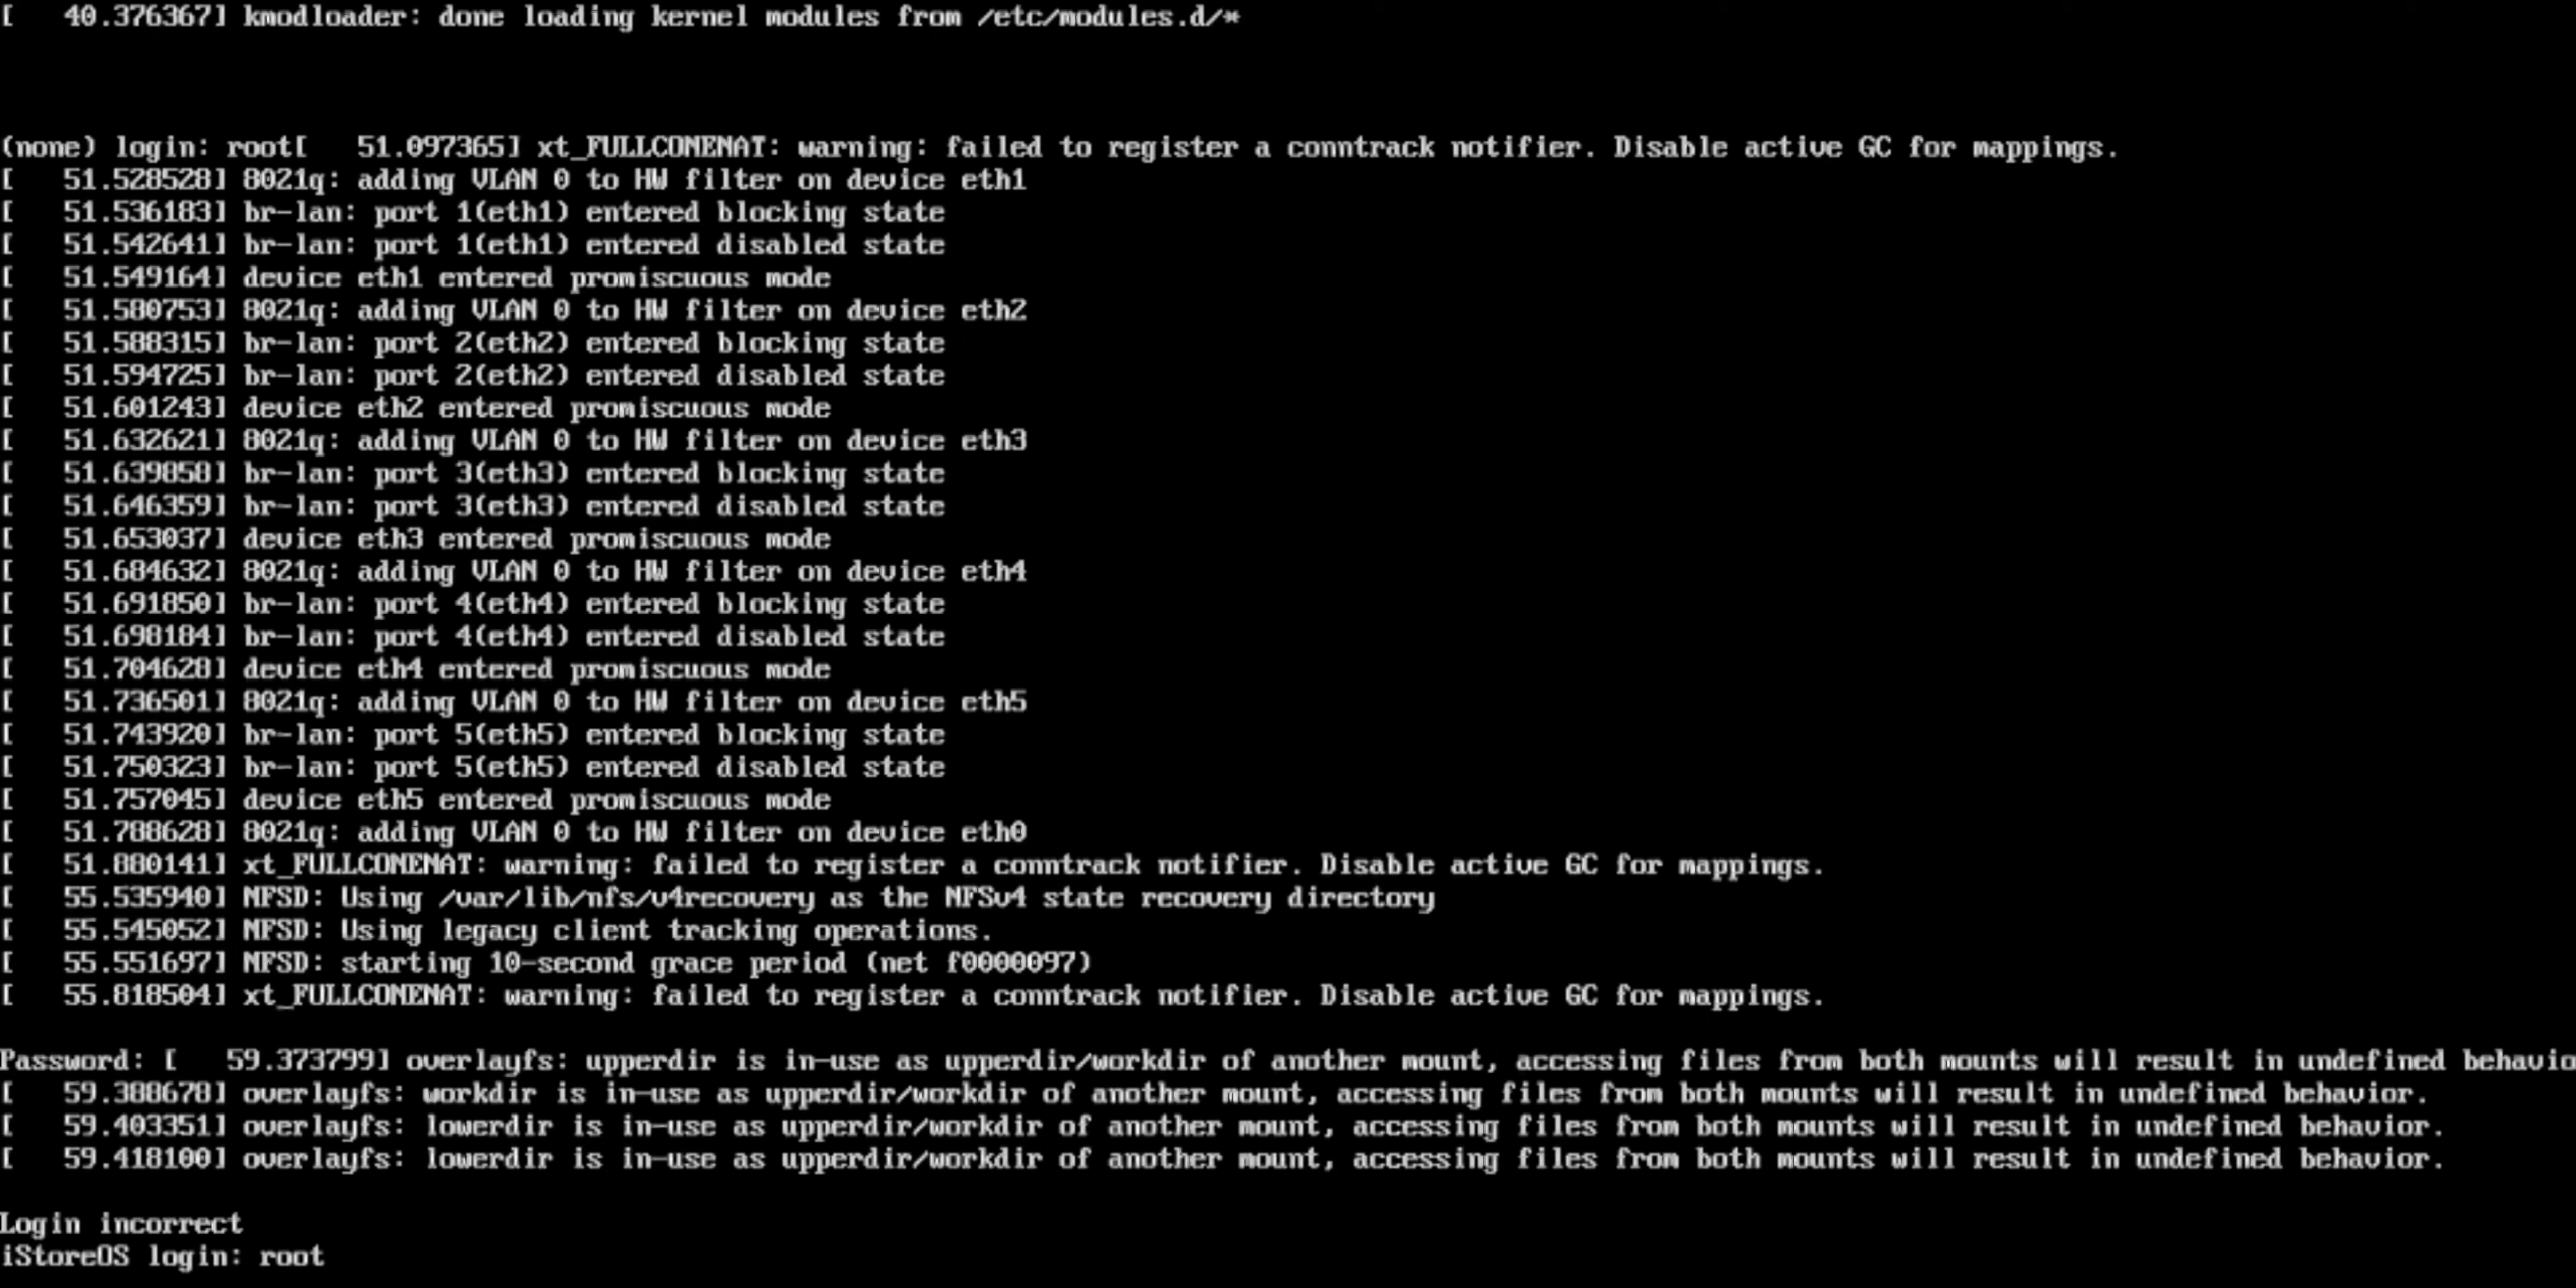 [   40.376367] kmodloader: done loading kernel modules from /etc/modules.d/*
(none) login: root[   51.097365] xt_FULLCONENAT: warning: failed to register a conntrack notifier. Disable active GC for mappings.
[   51.528528] 8021q: adding VLAN 0 to HW filter on device eth1
[   51.536183] br-lan: port 1(eth1) entered blocking state
[   51.542641] br-lan: port 1(eth1) entered disabled state
[   51.549164] device eth1 entered promiscuous mode
[   51.580753] 8021q: adding VLAN 0 to HW filter on device eth2
[   51.588315] br-lan: port 2(eth2) entered blocking state
[   51.594725] br-lan: port 2(eth2) entered disabled state
[   51.601243] device eth2 entered promiscuous mode
[   51.632621] 8021q: adding VLAN 0 to HW filter on device eth3
[   51.639858] br-lan: port 3(eth3) entered blocking state
[   51.646359] br-lan: port 3(eth3) entered disabled state
[   51.653037] device eth3 entered promiscuous mode
[   51.684632] 8021q: adding VLAN 0 to HW filter on device eth4
[   51.691850] br-lan: port 4(eth4) entered blocking state
[   51.698184] br-lan: port 4(eth4) entered disabled state
[   51.704628] device eth4 entered promiscuous mode
[   51.736501] 8021q: adding VLAN 0 to HW filter on device eth5
[   51.743920] br-lan: port 5(eth5) entered blocking state
[   51.750323] br-lan: port 5(eth5) entered disabled state
[   51.757045] device eth5 entered promiscuous mode
[   51.788628] 8021q: adding VLAN 0 to HW filter on device eth0
[   51.880141] xt_FULLCONENAT: warning: failed to register a conntrack notifier. Disable active GC for mappings.
[   55.535940] NFSD: Using /var/lib/nfs/v4recovery as the NFSv4 state recovery directory
[   55.545052] NFSD: Using legacy client tracking operations.
[   55.551697] NFSD: starting 10-second grace period (net f0000097)
[   55.818504] xt_FULLCONENAT: warning: failed to register a conntrack notifier. Disable active GC for mappings.
Password: [   59.373799] overlayfs: upperdir is in-use as upperdir/workdir of another mount, accessing files from both mounts will result in undefined behavio
[   59.388678] overlayfs: workdir is in-use as upperdir/workdir of another mount, accessing files from both mounts will result in undefined behavior.
[   59.403351] overlayfs: lowerdir is in-use as upperdir/workdir of another mount, accessing files from both mounts will result in undefined behavior.
[   59.418100] overlayfs: lowerdir is in-use as upperdir/workdir of another mount, accessing files from both mounts will result in undefined behavior.
Login incorrect
iStoreOS login: root